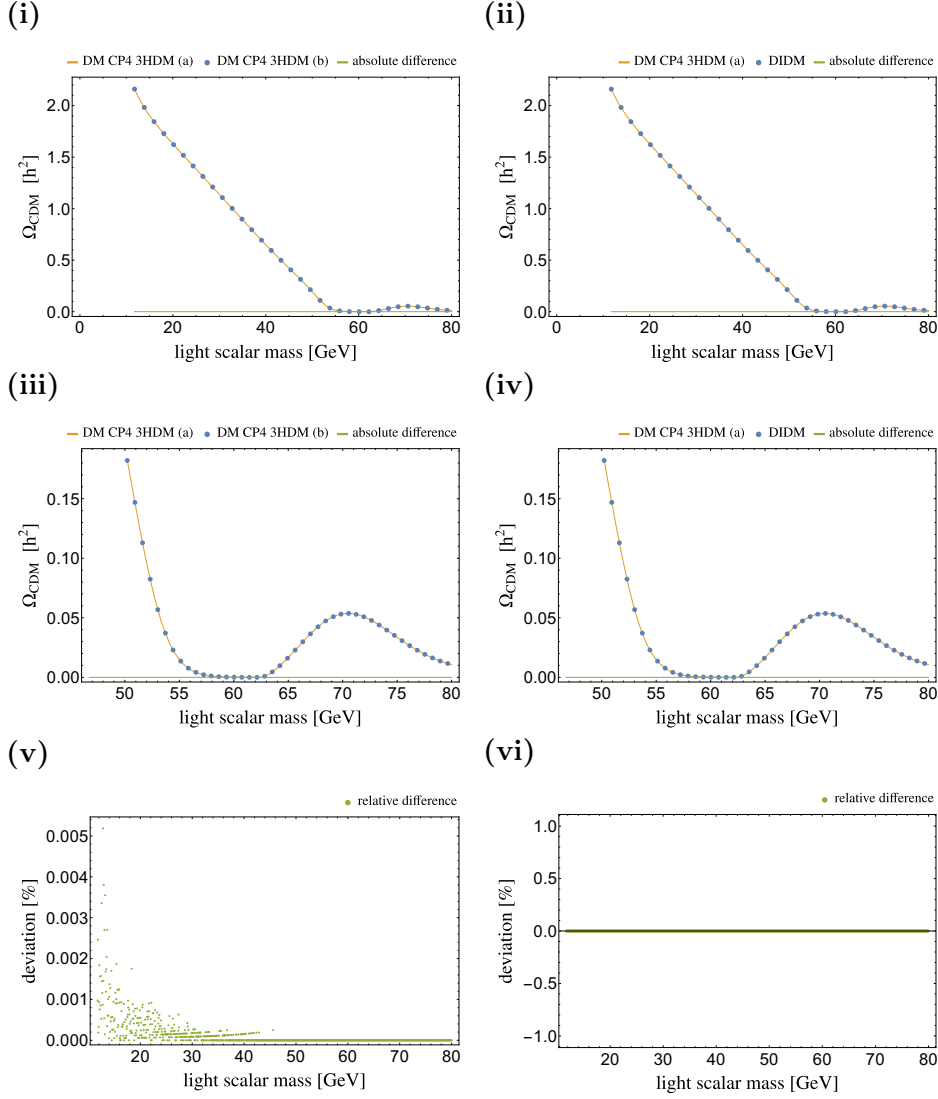 (i)
DM CP4 3HDM (a) DM CP4 3HDM (b) absolute difference
2.0
1.5
1.0
0.5
0.0
Ω_CDM [h²]
0 20 40 60 80
light scalar mass [GeV]
(ii)
DM CP4 3HDM (a) DIDM absolute difference
2.0
1.5
1.0
0.5
0.0
Ω_CDM [h²]
0 20 40 60 80
light scalar mass [GeV]
(iii)
DM CP4 3HDM (a) DM CP4 3HDM (b) absolute difference
0.15
0.10
0.05
0.00
Ω_CDM [h²]
50 55 60 65 70 75 80
light scalar mass [GeV]
(iv)
DM CP4 3HDM (a) DIDM absolute difference
0.15
0.10
0.05
0.00
Ω_CDM [h²]
50 55 60 65 70 75 80
light scalar mass [GeV]
(v)
relative difference
0.005
0.004
0.003
0.002
0.001
0.000
deviation [%]
20 30 40 50 60 70 80
light scalar mass [GeV]
(vi)
relative difference
1.0
0.5
0.0
−0.5
−1.0
deviation [%]
20 30 40 50 60 70 80
light scalar mass [GeV]